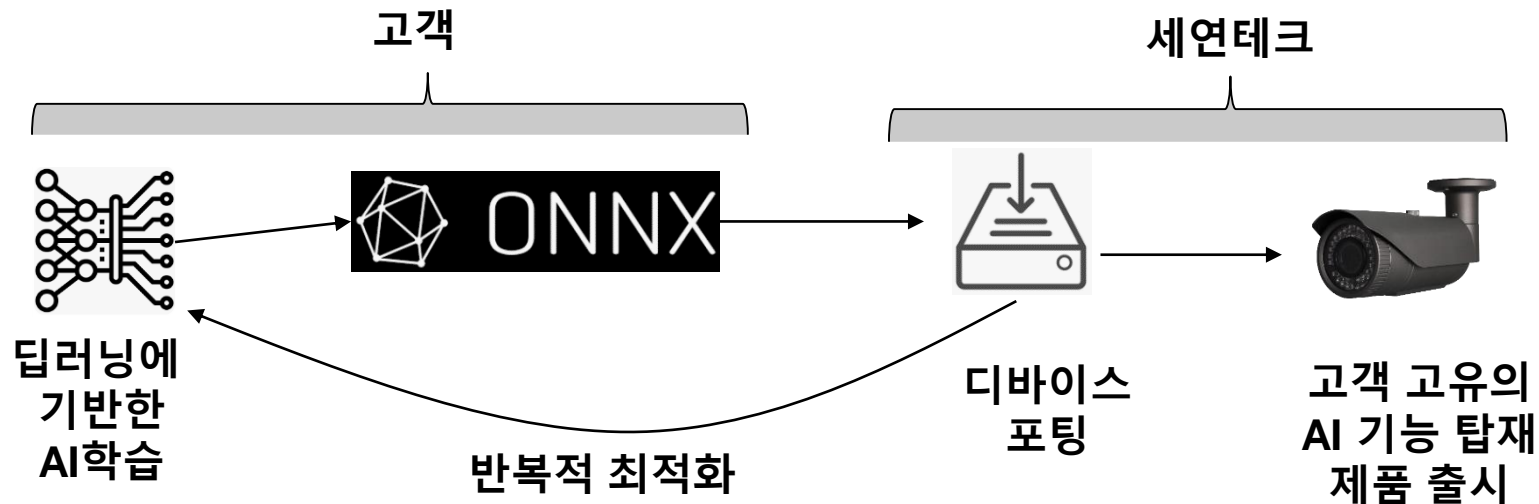 고객
세연테크
ONNX
딥러닝에
기반한
AI학습
반복적 최적화
디바이스
포팅
고객 고유의
AI 기능 탑재
제품 출시